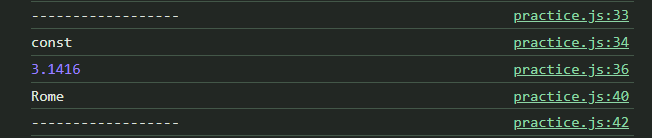 ------------------ practice.js:33
const practice.js:34
3.1416 practice.js:36
Rome practice.js:40
------------------ practice.js:42